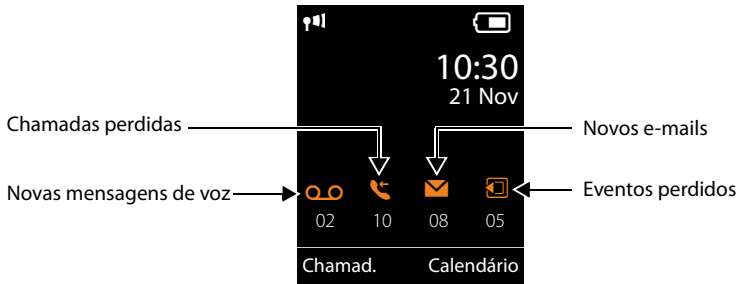 10:30
21 Nov
Chamadas perdidas
Novos e-mails
Novas mensagens de voz
Eventos perdidos
02 10 08 05
Chamad. Calendário